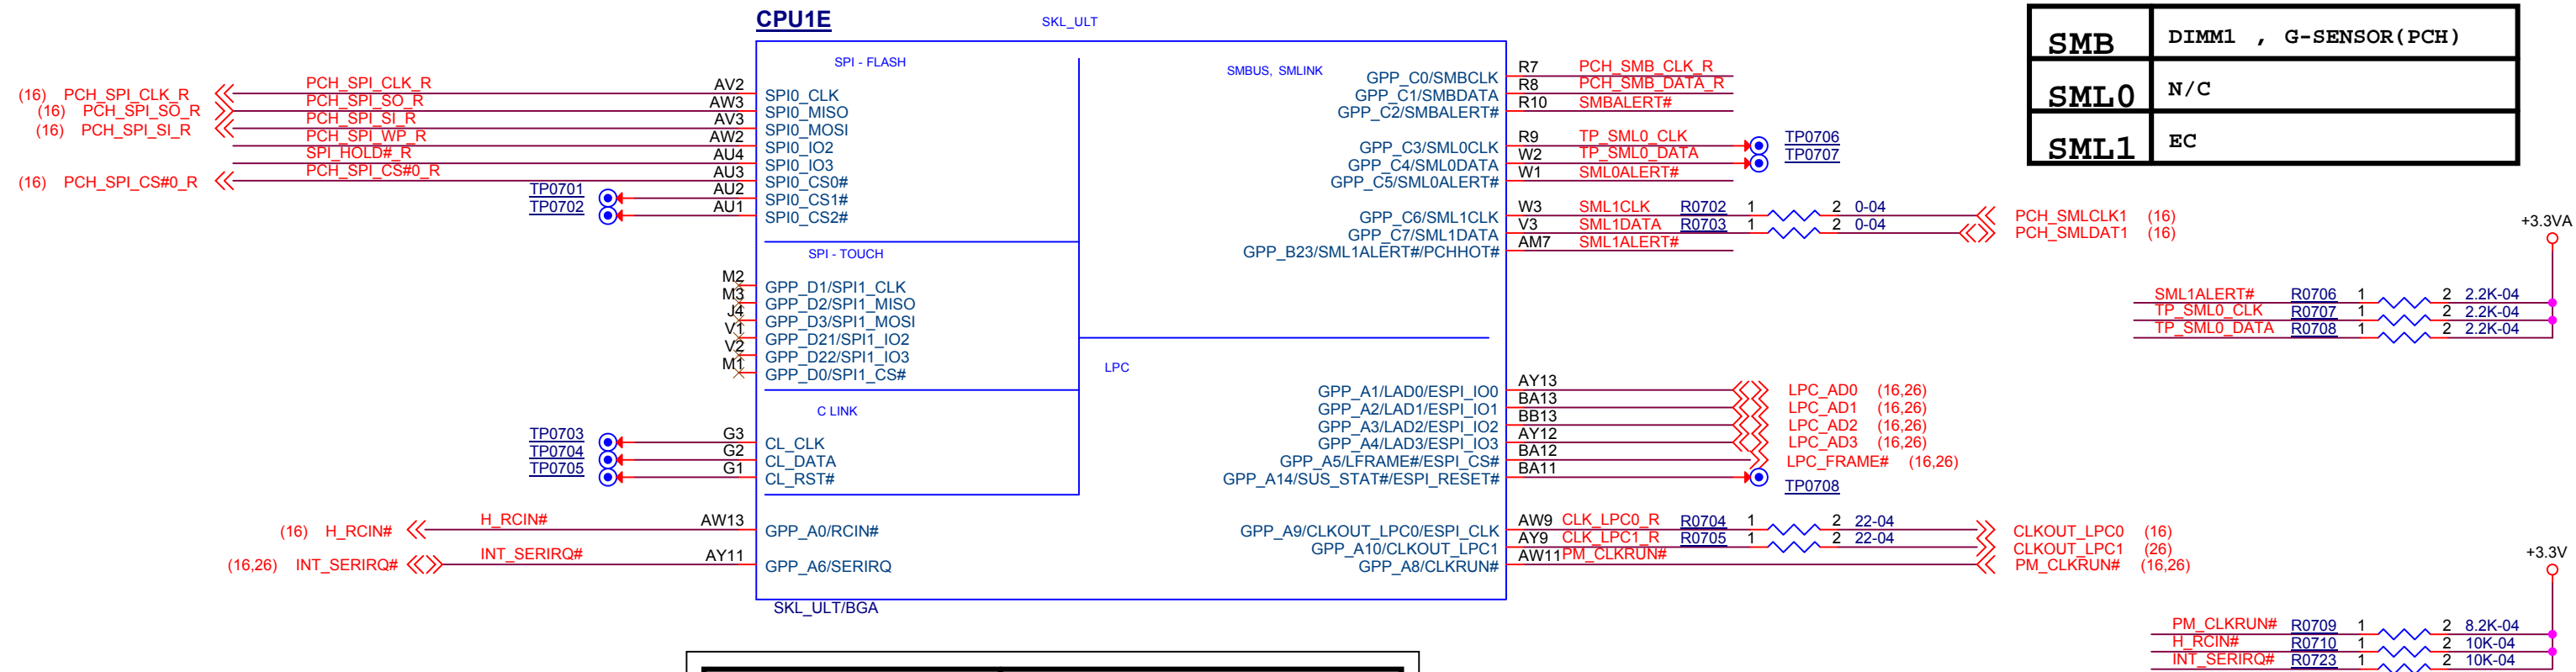 CPU1E
SKL_ULT
SPI - FLASH
SMBUS, SMLINK
(16) PCH_SPI_CLK_R PCH_SPI_CLK_R AV2 SPI0_CLK
(16) PCH_SPI_SO_R PCH_SPI_SO_R AW3 SPI0_MISO
(16) PCH_SPI_SI_R PCH_SPI_SI_R AV3 SPI0_MOSI
PCH_SPI_WP_R AW2 SPI0_IO2
SPI_HOLD#_R AU4 SPI0_IO3
(16) PCH_SPI_CS#0_R PCH_SPI_CS#0_R AU3 SPI0_CS0#
TP0701 AU2 SPI0_CS1#
TP0702 AU1 SPI0_CS2#
SPI - TOUCH
M2 GPP_D1/SPI1_CLK
M3 GPP_D2/SPI1_MISO
J4 GPP_D3/SPI1_MOSI
V1 GPP_D21/SPI1_IO2
V2 GPP_D22/SPI1_IO3
M1 GPP_D0/SPI1_CS#
C LINK
TP0703 G3 CL_CLK
TP0704 G2 CL_DATA
TP0705 G1 CL_RST#
(16) H_RCIN# H_RCIN# AW13 GPP_A0/RCIN#
(16,26) INT_SERIRQ# INT_SERIRQ# AY11 GPP_A6/SERIRQ
SKL_ULT/BGA
GPP_C0/SMBCLK R7 PCH_SMB_CLK_R
GPP_C1/SMBDATA R8 PCH_SMB_DATA_R
GPP_C2/SMBALERT# R10 SMBALERT#
GPP_C3/SML0CLK R9 TP_SML0_CLK TP0706
GPP_C4/SML0DATA W2 TP_SML0_DATA TP0707
GPP_C5/SML0ALERT# W1 SML0ALERT#
GPP_C6/SML1CLK W3 SML1CLK R0702 1 2 0-04 PCH_SMLCLK1 (16)
GPP_C7/SML1DATA V3 SML1DATA R0703 1 2 0-04 PCH_SMLDAT1 (16)
GPP_B23/SML1ALERT#/PCHHOT# AM7 SML1ALERT#
LPC
GPP_A1/LAD0/ESPI_IO0 AY13 LPC_AD0 (16,26)
GPP_A2/LAD1/ESPI_IO1 BA13 LPC_AD1 (16,26)
GPP_A3/LAD2/ESPI_IO2 BB13 LPC_AD2 (16,26)
GPP_A4/LAD3/ESPI_IO3 AY12 LPC_AD3 (16,26)
GPP_A5/LFRAME#/ESPI_CS# BA12 LPC_FRAME# (16,26)
GPP_A14/SUS_STAT#/ESPI_RESET# BA11 TP0708
GPP_A9/CLKOUT_LPC0/ESPI_CLK AW9 CLK_LPC0_R R0704 1 2 22-04 CLKOUT_LPC0 (16)
GPP_A10/CLKOUT_LPC1 AY9 CLK_LPC1_R R0705 1 2 22-04 CLKOUT_LPC1 (26)
GPP_A8/CLKRUN# AW11 PM_CLKRUN# PM_CLKRUN# (16,26)
SMB DIMM1 , G-SENSOR(PCH)
SML0 N/C
SML1 EC
+3.3VA
SML1ALERT# R0706 1 2 2.2K-04
TP_SML0_CLK R0707 1 2 2.2K-04
TP_SML0_DATA R0708 1 2 2.2K-04
+3.3V
PM_CLKRUN# R0709 1 2 8.2K-04
H_RCIN# R0710 1 2 10K-04
INT_SERIRQ# R0723 1 2 10K-04